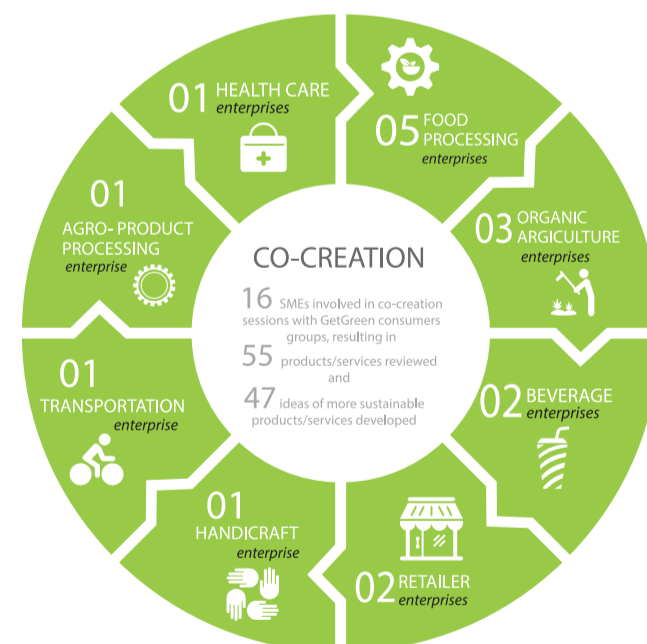 01 HEALTH CARE
enterprises
05 FOOD
PROCESSING
enterprises
03 ORGANIC
ARGICULTURE
enterprises
02 BEVERAGE
enterprises
02 RETAILER
enterprises
01
HANDICRAFT
enterprise
01
TRANSPORTATION
enterprise
01
AGRO- PRODUCT
PROCESSING
enterprise
CO-CREATION
16 SMEs involved in co-creation
sessions with GetGreen consumers
groups, resulting in
55 products/services reviewed
and
47 ideas of more sustainable
products/services developed